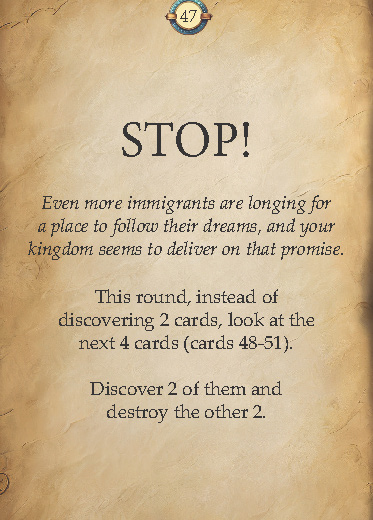 47
STOP!
Even more immigrants are longing for
a place to follow their dreams, and your
kingdom seems to deliver on that promise.
This round, instead of
discovering 2 cards, look at the
next 4 cards (cards 48-51).
Discover 2 of them and
destroy the other 2.